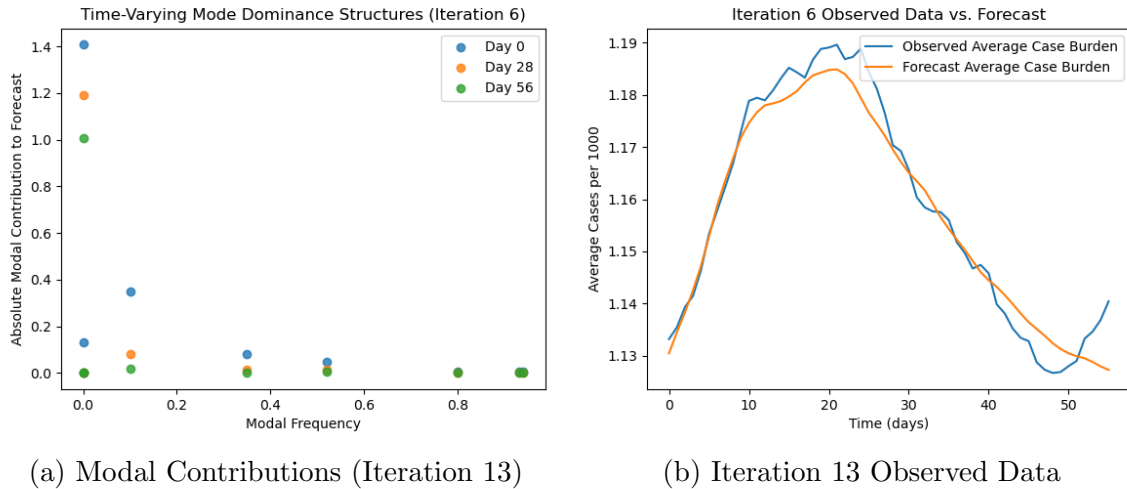 Time-Varying Mode Dominance Structures (Iteration 6)
Absolute Modal Contribution to Forecast
1.4
1.2
1.0
0.8
0.6
0.4
0.2
0.0
Day 0
Day 28
Day 56
0.0 0.2 0.4 0.6 0.8
Modal Frequency
(a) Modal Contributions (Iteration 13)
Iteration 6 Observed Data vs. Forecast
Average Cases per 1000
1.19
1.18
1.17
1.16
1.15
1.14
1.13
Observed Average Case Burden
Forecast Average Case Burden
0 10 20 30 40 50
Time (days)
(b) Iteration 13 Observed Data